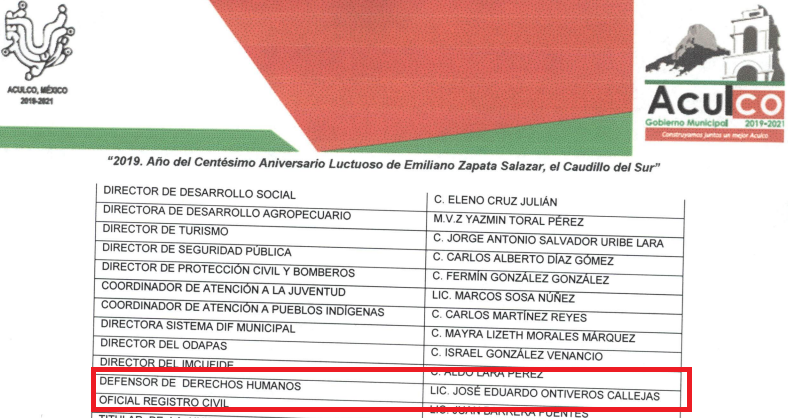 ACULCO, MÉXICO
2019-2021
Aculco
Gobierno Municipal 2019-2021
Construyamos juntos un mejor Aculco
"2019. Año del Centésimo Aniversario Luctuoso de Emiliano Zapata Salazar, el Caudillo del Sur"
DIRECTOR DE DESARROLLO SOCIAL C. ELENO CRUZ JULIÁN
DIRECTORA DE DESARROLLO AGROPECUARIO M.V.Z YAZMIN TORAL PÉREZ
DIRECTOR DE TURISMO C. JORGE ANTONIO SALVADOR URIBE LARA
DIRECTOR DE SEGURIDAD PÚBLICA C. CARLOS ALBERTO DÍAZ GÓMEZ
DIRECTOR DE PROTECCIÓN CIVIL Y BOMBEROS C. FERMÍN GONZÁLEZ GONZÁLEZ
COORDINADOR DE ATENCIÓN A LA JUVENTUD LIC. MARCOS SOSA NÚÑEZ
COORDINADOR DE ATENCIÓN A PUEBLOS INDÍGENAS C. CARLOS MARTÍNEZ REYES
DIRECTORA SISTEMA DIF MUNICIPAL C. MAYRA LIZETH MORALES MÁRQUEZ
DIRECTOR DEL ODAPAS C. ISRAEL GONZÁLEZ VENANCIO
DIRECTOR DEL IMCUFIDE C. ALDO LARA PÉREZ
DEFENSOR DE DERECHOS HUMANOS LIC. JOSÉ EDUARDO ONTIVEROS CALLEJAS
OFICIAL REGISTRO CIVIL LIC. JUAN BARRERA FUENTES
TITULAR DE